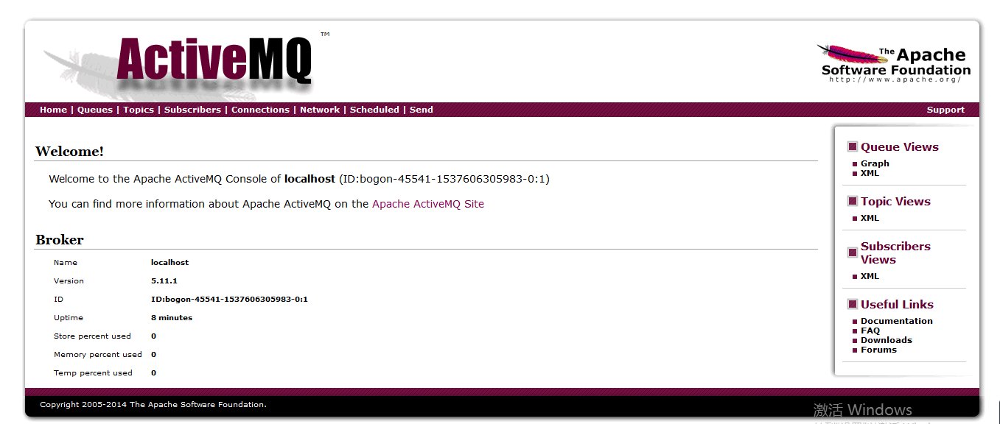 ActiveMQ ™
The Apache
Software Foundation
http://www.apache.org/
Home | Queues | Topics | Subscribers | Connections | Network | Scheduled | Send
Support
Welcome!
Welcome to the Apache ActiveMQ Console of localhost (ID:bogon-45541-1537606305983-0:1)
You can find more information about Apache ActiveMQ on the Apache ActiveMQ Site
Broker
Name localhost
Version 5.11.1
ID ID:bogon-45541-1537606305983-0:1
Uptime 8 minutes
Store percent used 0
Memory percent used 0
Temp percent used 0
Queue Views
Graph
XML
Topic Views
XML
Subscribers
Views
XML
Useful Links
Documentation
FAQ
Downloads
Forums
Copyright 2005-2014 The Apache Software Foundation.
激活 Windows